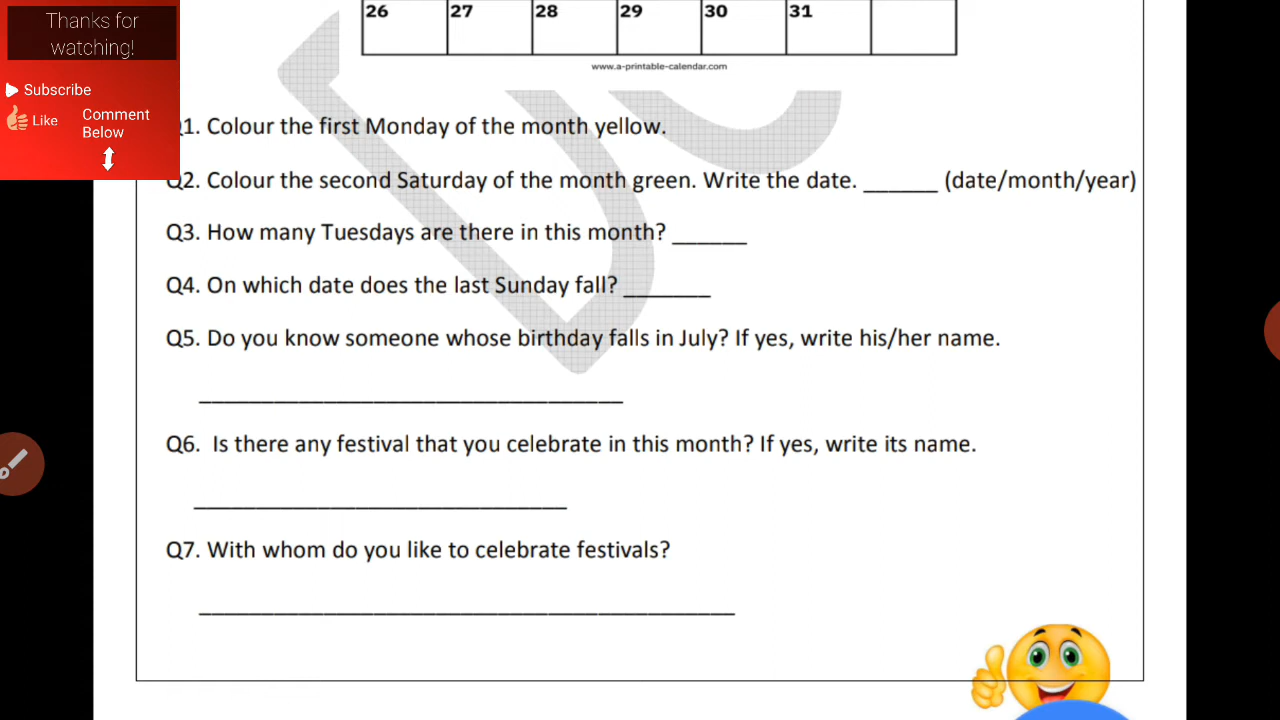 Thanks for
watching!
Subscribe
Like
Comment
Below
26 27 28 29 30 31
www.a-printable-calendar.com
Q1. Colour the first Monday of the month yellow.
Q2. Colour the second Saturday of the month green. Write the date. ______ (date/month/year)
Q3. How many Tuesdays are there in this month? ______
Q4. On which date does the last Sunday fall? _______
Q5. Do you know someone whose birthday falls in July? If yes, write his/her name.
Q6. Is there any festival that you celebrate in this month? If yes, write its name.
Q7. With whom do you like to celebrate festivals?